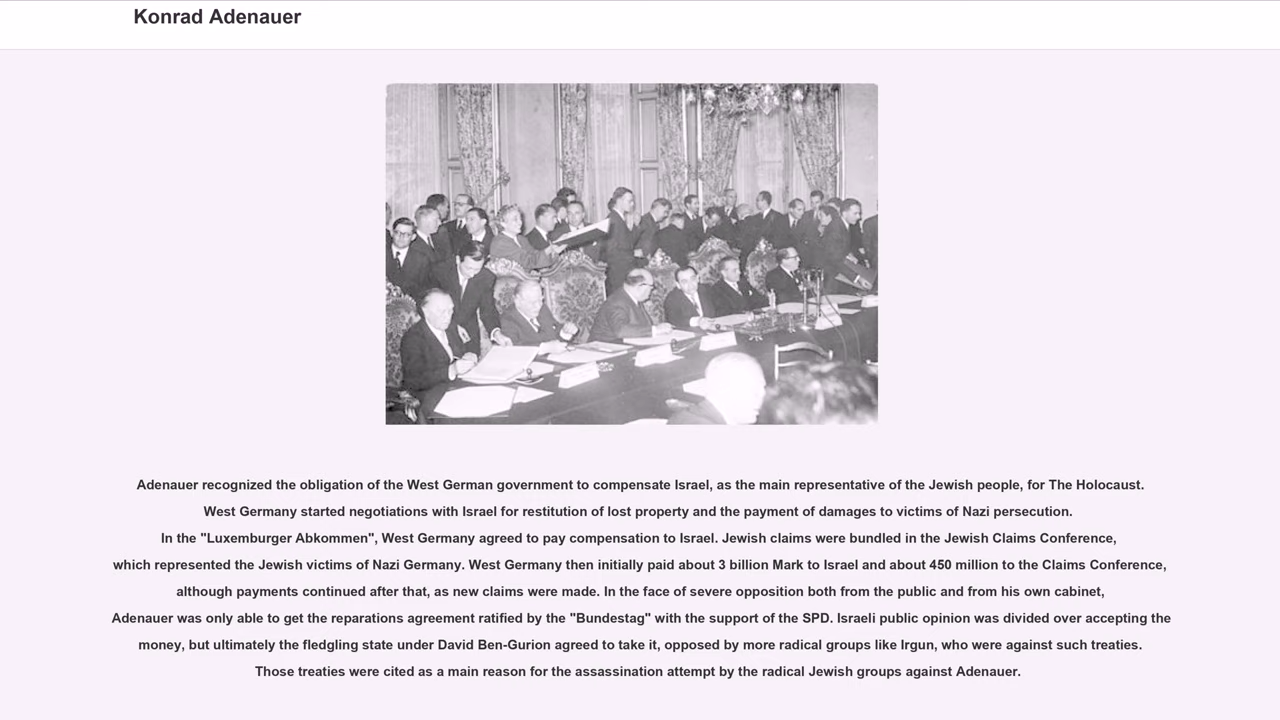 Konrad Adenauer
Adenauer recognized the obligation of the West German government to compensate Israel, as the main representative of the Jewish people, for The Holocaust.
West Germany started negotiations with Israel for restitution of lost property and the payment of damages to victims of Nazi persecution.
In the "Luxemburger Abkommen", West Germany agreed to pay compensation to Israel. Jewish claims were bundled in the Jewish Claims Conference,
which represented the Jewish victims of Nazi Germany. West Germany then initially paid about 3 billion Mark to Israel and about 450 million to the Claims Conference,
although payments continued after that, as new claims were made. In the face of severe opposition both from the public and from his own cabinet,
Adenauer was only able to get the reparations agreement ratified by the "Bundestag" with the support of the SPD. Israeli public opinion was divided over accepting the
money, but ultimately the fledgling state under David Ben-Gurion agreed to take it, opposed by more radical groups like Irgun, who were against such treaties.
Those treaties were cited as a main reason for the assassination attempt by the radical Jewish groups against Adenauer.